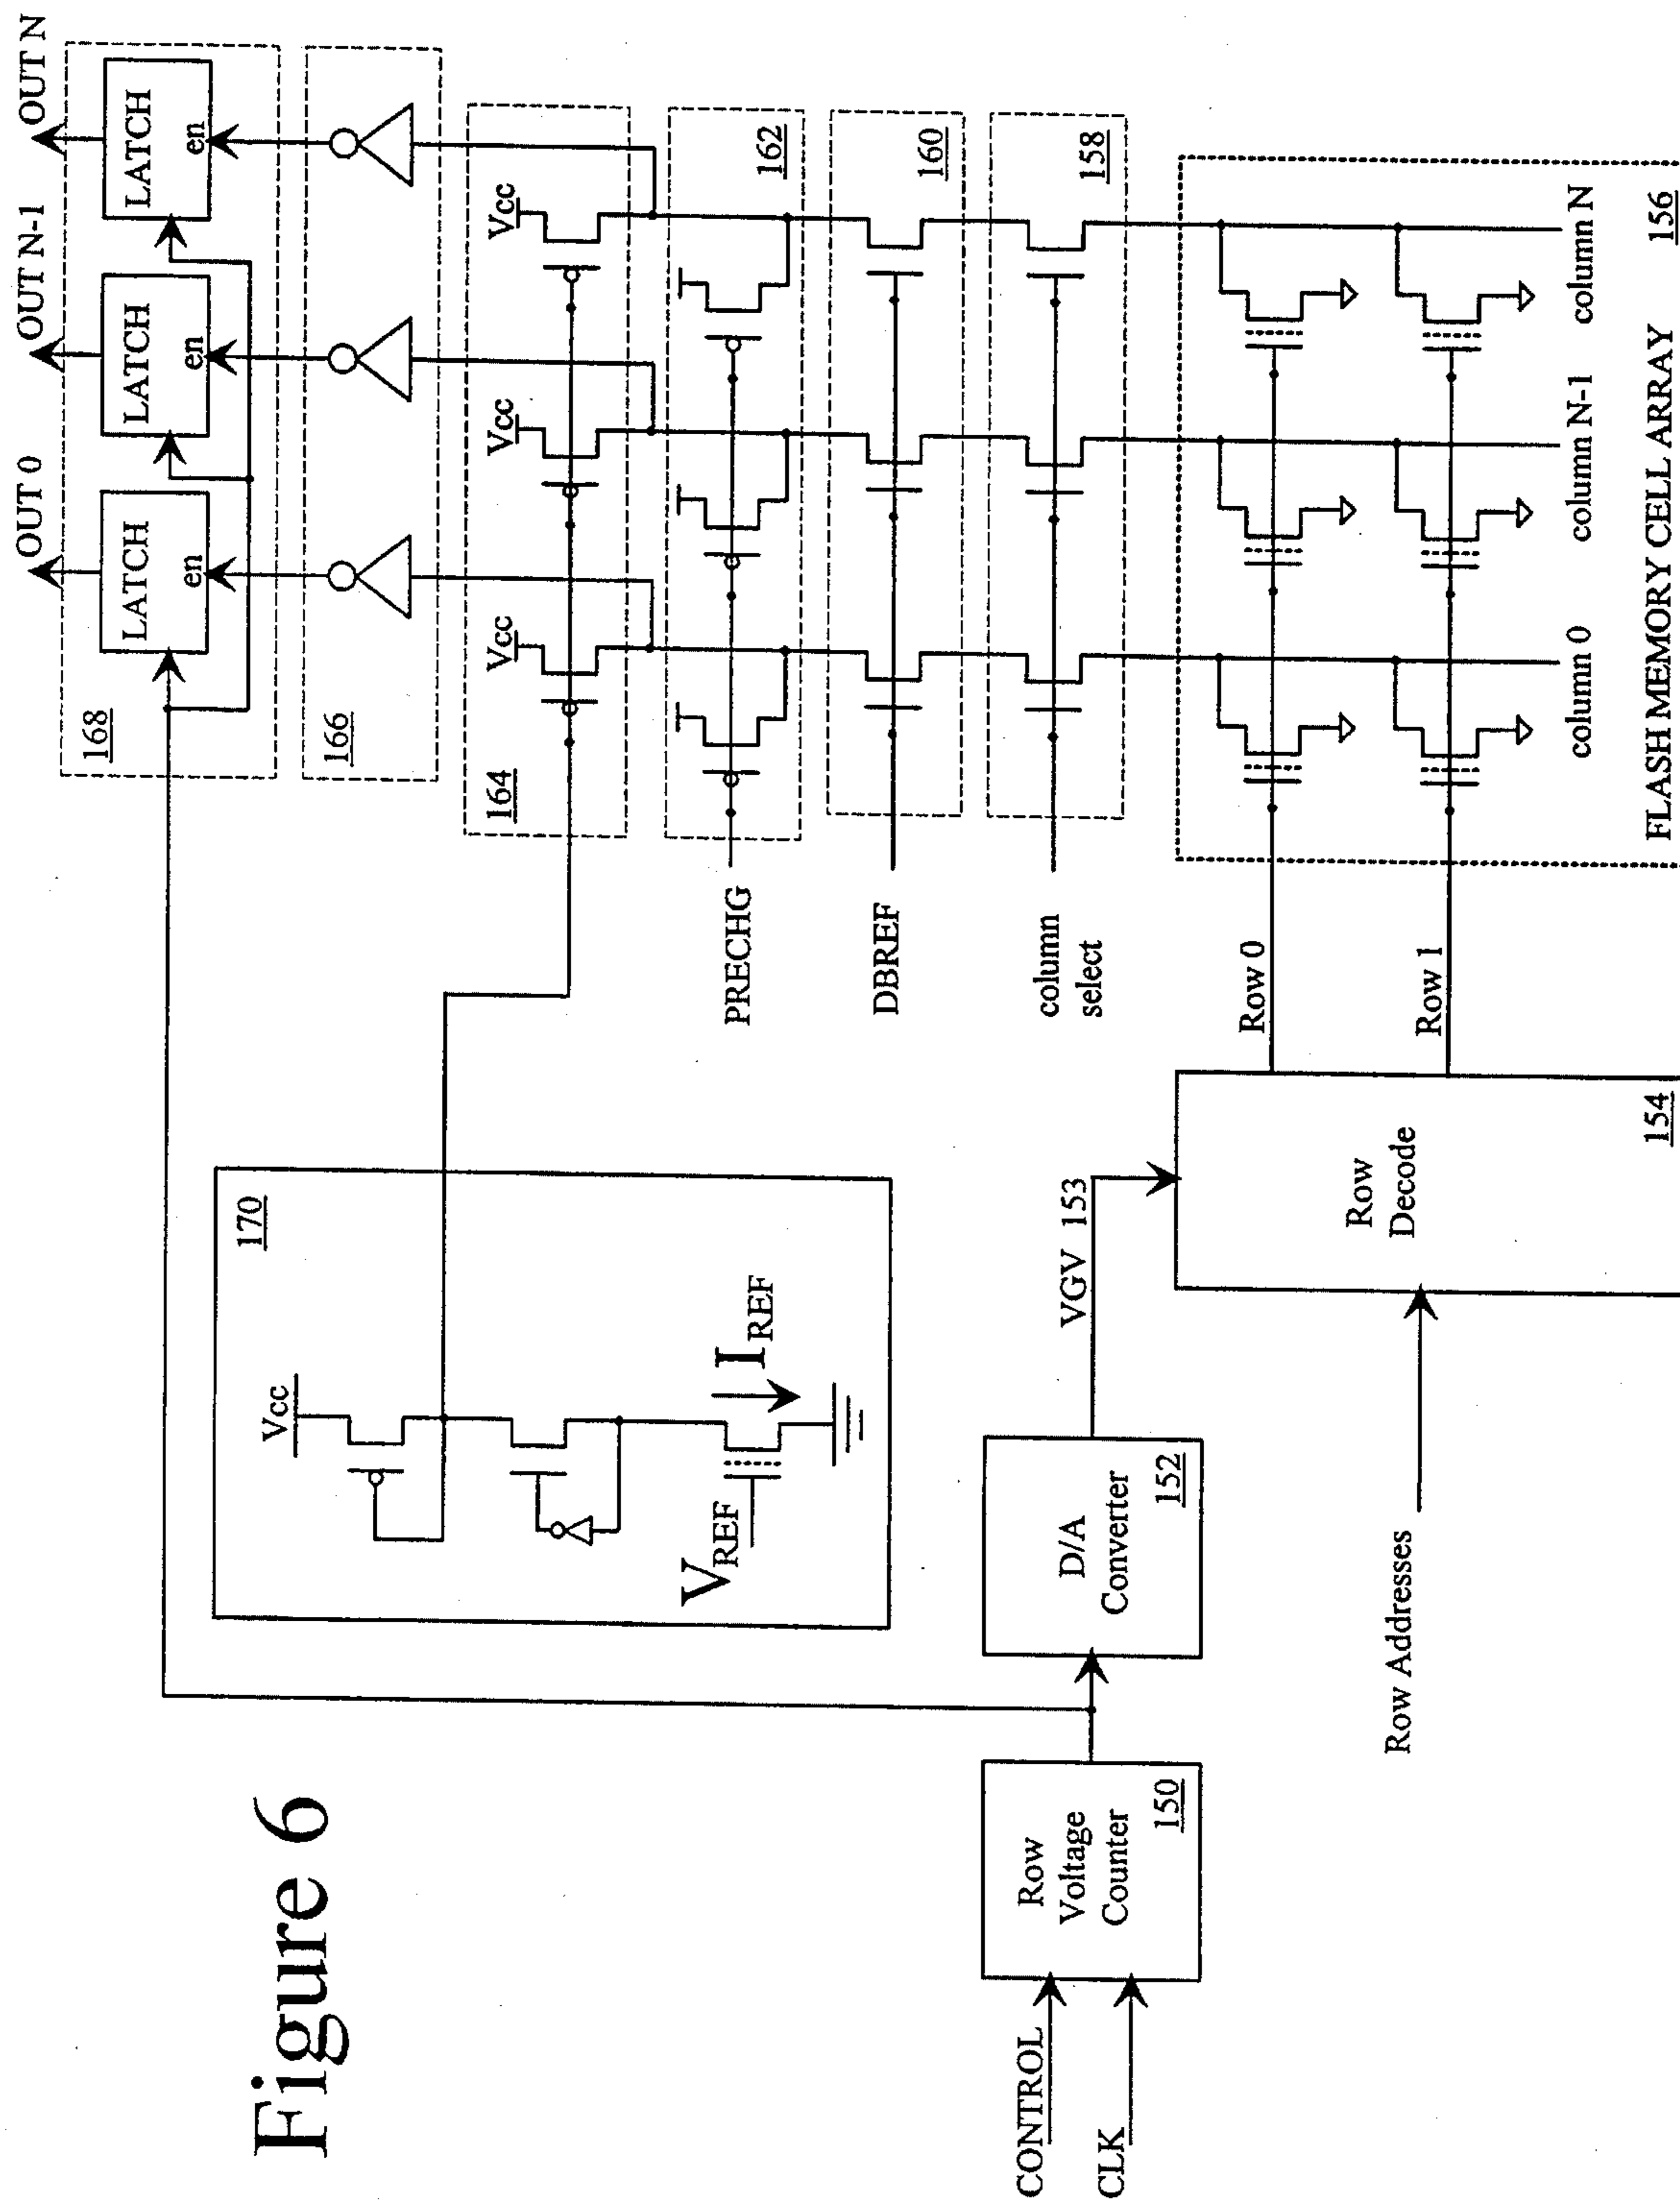 Figure 6
OUT 0
OUT N-1
OUT N
LATCH
en
LATCH
en
LATCH
en
168
166
Vcc
Vcc
Vcc
164
162
PRECHG
160
DBREF
158
column
select
170
Vcc
VREF
IREF
CONTROL
CLK
Row
Voltage
Counter
150
D/A
Converter
152
VGV 153
Row Addresses
Row
Decode
154
Row 0
Row 1
column 0
column N-1
column N
FLASH MEMORY CELL ARRAY
156